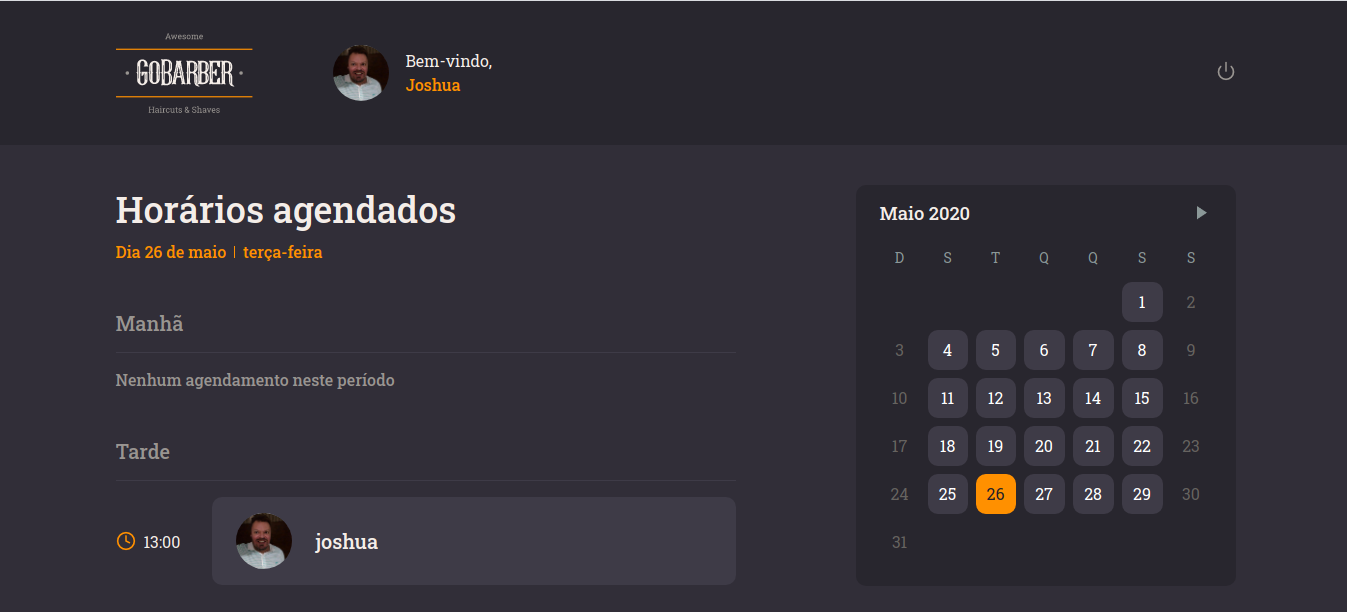 Awesome
GOBARBER
Haircuts & Shaves
Bem-vindo,
Joshua
Horários agendados
Dia 26 de maio | terça-feira
Manhã
Nenhum agendamento neste período
Tarde
13:00 joshua
Maio 2020
D S T Q Q S S
1 2
3 4 5 6 7 8 9
10 11 12 13 14 15 16
17 18 19 20 21 22 23
24 25 26 27 28 29 30
31